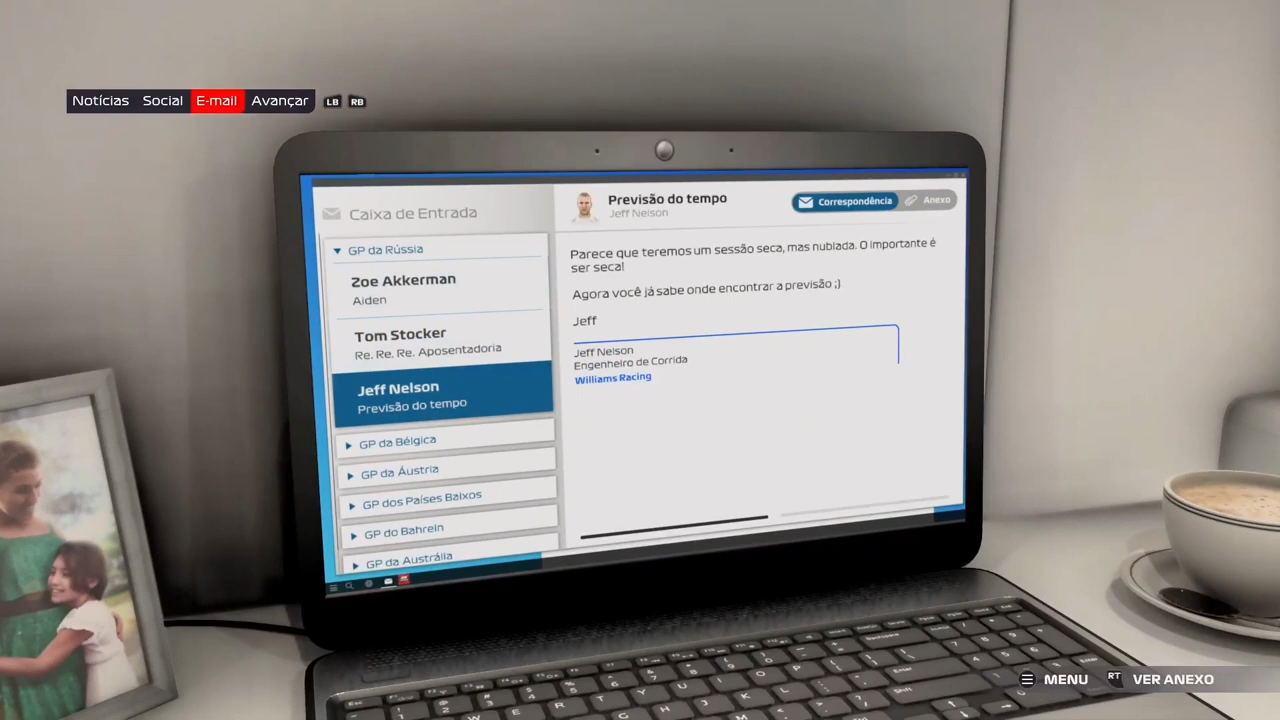 Notícias Social E-mail Avançar LB RB
Caixa de Entrada
GP da Rússia
Zoe Akkerman
Aiden
Tom Stocker
Re. Re. Re. Aposentadoria
Jeff Nelson
Previsão do tempo
GP da Bélgica
GP da Áustria
GP dos Países Baixos
GP do Bahrein
GP da Austrália
Previsão do tempo
Jeff Nelson
Correspondência
Anexo
Parece que teremos um sessão seca, mas nublada. O importante é
ser seca!
Agora você já sabe onde encontrar a previsão ;)
Jeff
Jeff Nelson
Engenheiro de Corrida
Williams Racing
MENU RT VER ANEXO